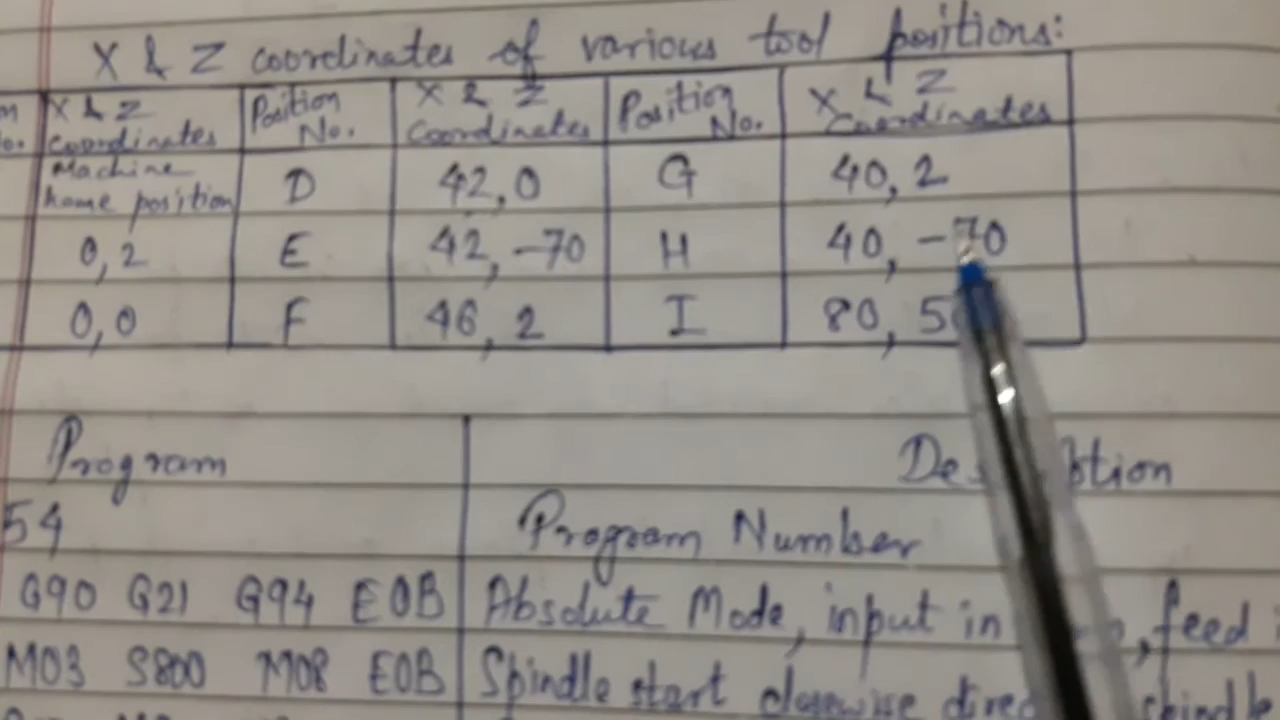 X & Z coordinates of various tool positions:
X & Z Coordinates Position No. X & Z Coordinates Position No. X & Z Coordinates
Machine home position D 42,0 G 40,2
0,2 E 42,-70 H 40,-70
0,0 F 46,2 I 80,5
Program
54 Program Number
G90 G21 G94 EOB Absolute Mode, input in , feed
M03 S800 M08 EOB Spindle start clockwise spindle